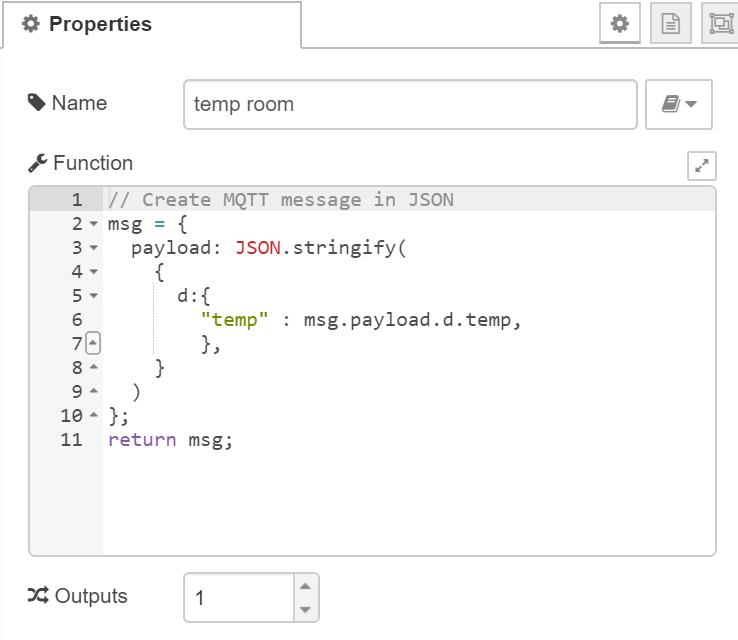 Properties
Name
temp room
Function
1 // Create MQTT message in JSON
2 msg = {
3   payload: JSON.stringify(
4     {
5       d:{
6         "temp" : msg.payload.d.temp,
7         },
8     }
9   )
10 };
11 return msg;
Outputs
1